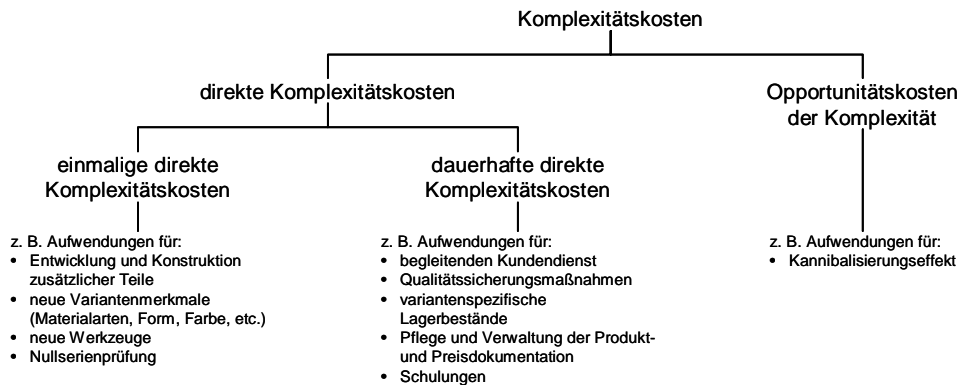 Komplexitätskosten
direkte Komplexitätskosten
Opportunitätskosten
der Komplexität
einmalige direkte
Komplexitätskosten
dauerhafte direkte
Komplexitätskosten
z. B. Aufwendungen für:
• Entwicklung und Konstruktion
zusätzlicher Teile
• neue Variantenmerkmale
(Materialarten, Form, Farbe, etc.)
• neue Werkzeuge
• Nullserienprüfung
z. B. Aufwendungen für:
• begleitenden Kundendienst
• Qualitätssicherungsmaßnahmen
• variantenspezifische
Lagerbestände
• Pflege und Verwaltung der Produkt-
und Preisdokumentation
• Schulungen
z. B. Aufwendungen für:
• Kannibalisierungseffekt